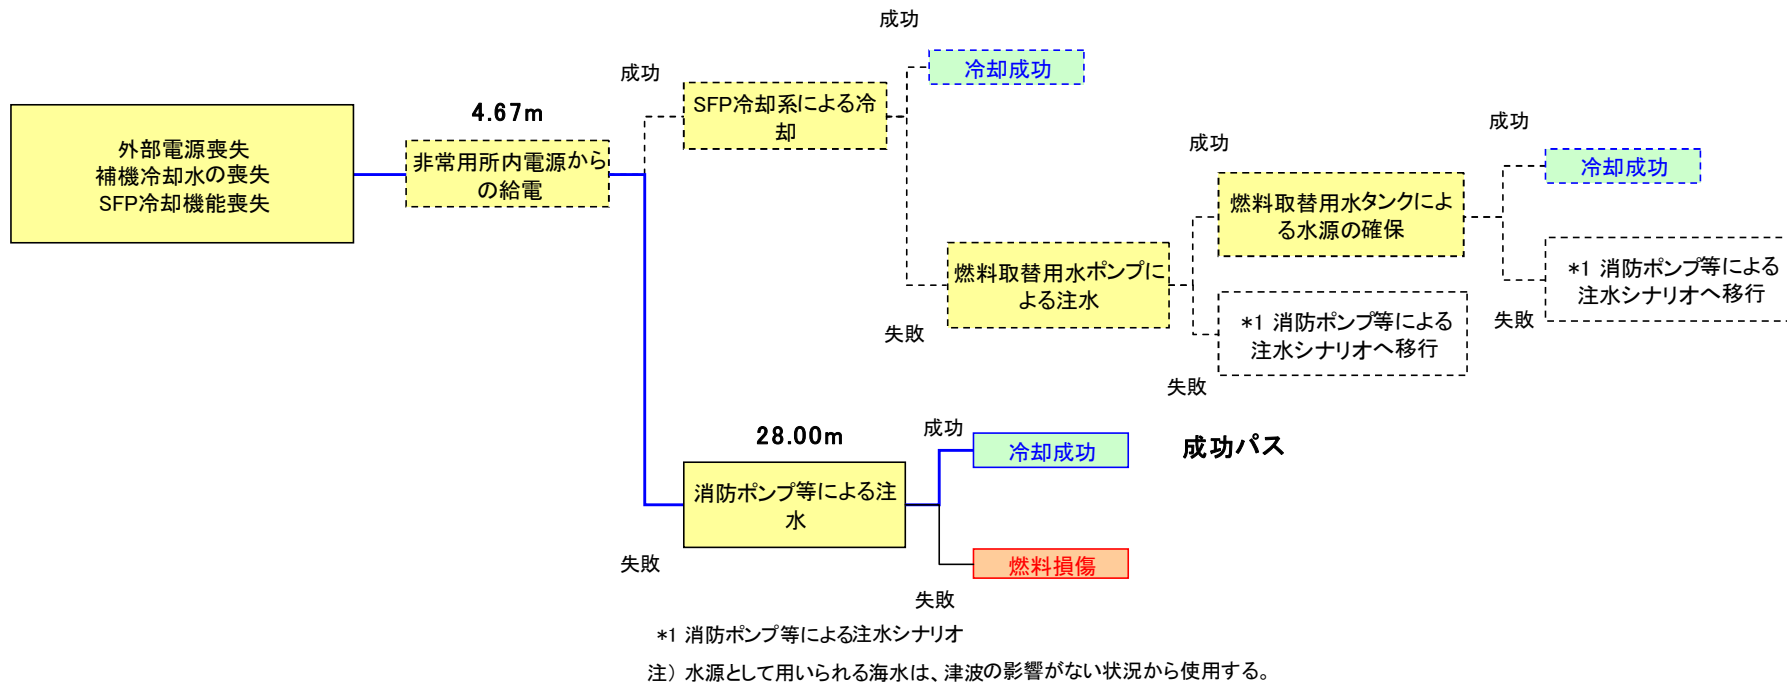 外部電源喪失
補機冷却水の喪失
SFP冷却機能喪失
4.67m
非常用所内電源から
の給電
成功
SFP冷却系による冷
却
成功
冷却成功
失敗
燃料取替用水ポンプに
よる注水
成功
燃料取替用水タンクによ
る水源の確保
成功
冷却成功
失敗
*1 消防ポンプ等による
注水シナリオへ移行
失敗
*1 消防ポンプ等による
注水シナリオへ移行
失敗
28.00m
消防ポンプ等による注
水
成功
冷却成功
成功パス
失敗
燃料損傷
*1 消防ポンプ等による注水シナリオ
注）水源として用いられる海水は、津波の影響がない状況から使用する。